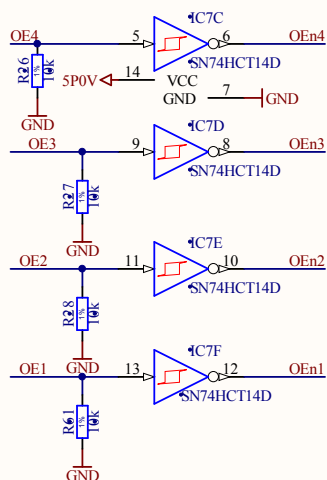 IC7C
OE4 5 6 OEn4
R26 1% 10k
5P0V 14 VCC SN74HCT14D
GND 7 GND
GND
IC7D
OE3 9 8 OEn3
SN74HCT14D
R27 1% 10k
GND
IC7E
OE2 11 10 OEn2
SN74HCT14D
R28 1% 10k
GND
IC7F
OE1 13 12 OEn1
SN74HCT14D
R61 1% 10k
GND